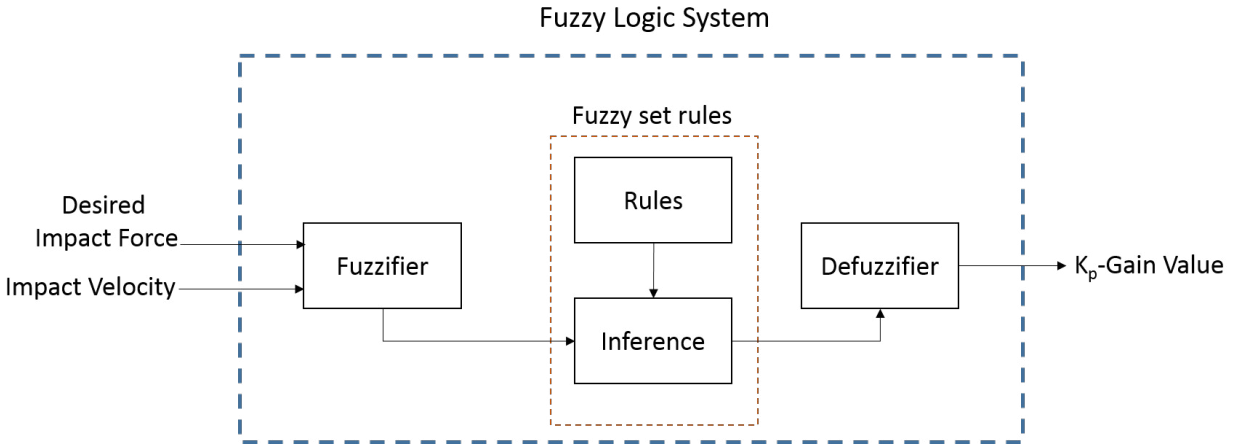 Fuzzy Logic System
Fuzzy set rules
Rules
Desired
Impact Force
Impact Velocity
Fuzzifier
Inference
Defuzzifier
Kp-Gain Value